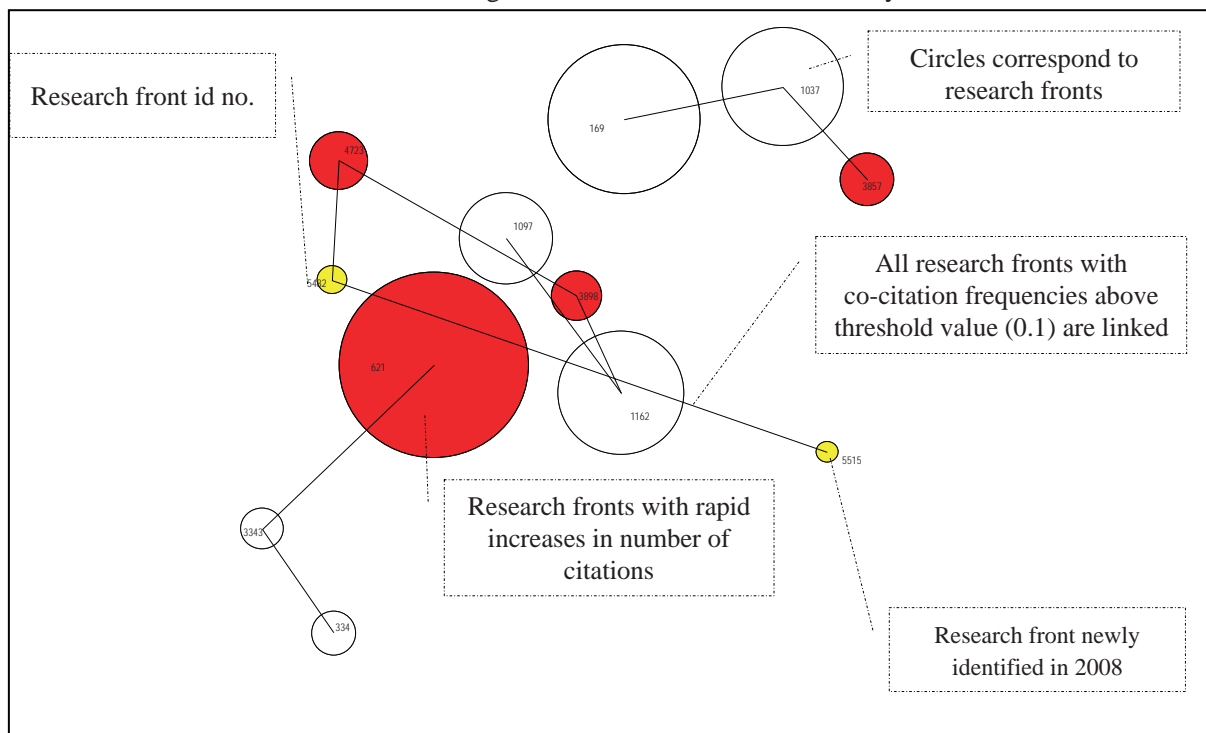 Research front id no.
Circles correspond to
research fronts
1037
169
4723
3857
1097
All research fronts with
co-citation frequencies above
threshold value (0.1) are linked
5432
3898
621
1162
5515
Research fronts with rapid
increases in number of
citations
3343
334
Research front newly
identified in 2008